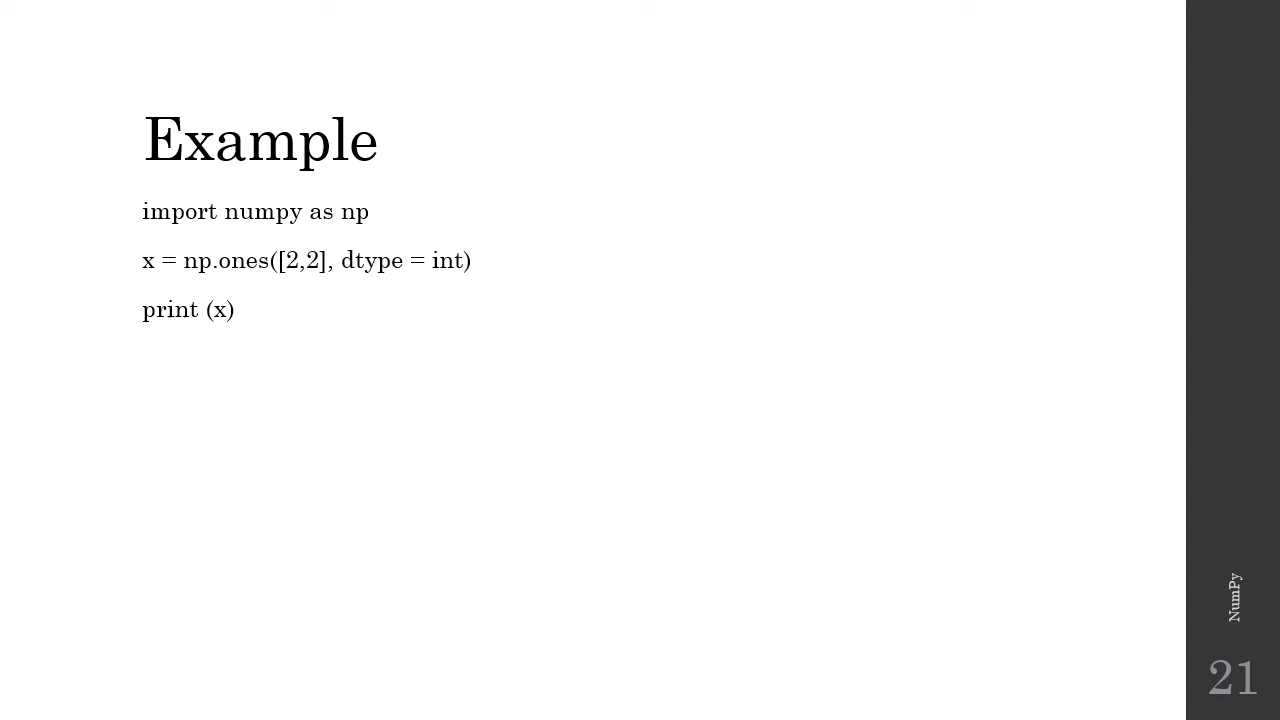 Example
import numpy as np
x = np.ones([2,2], dtype = int)
print (x)
NumPy
21